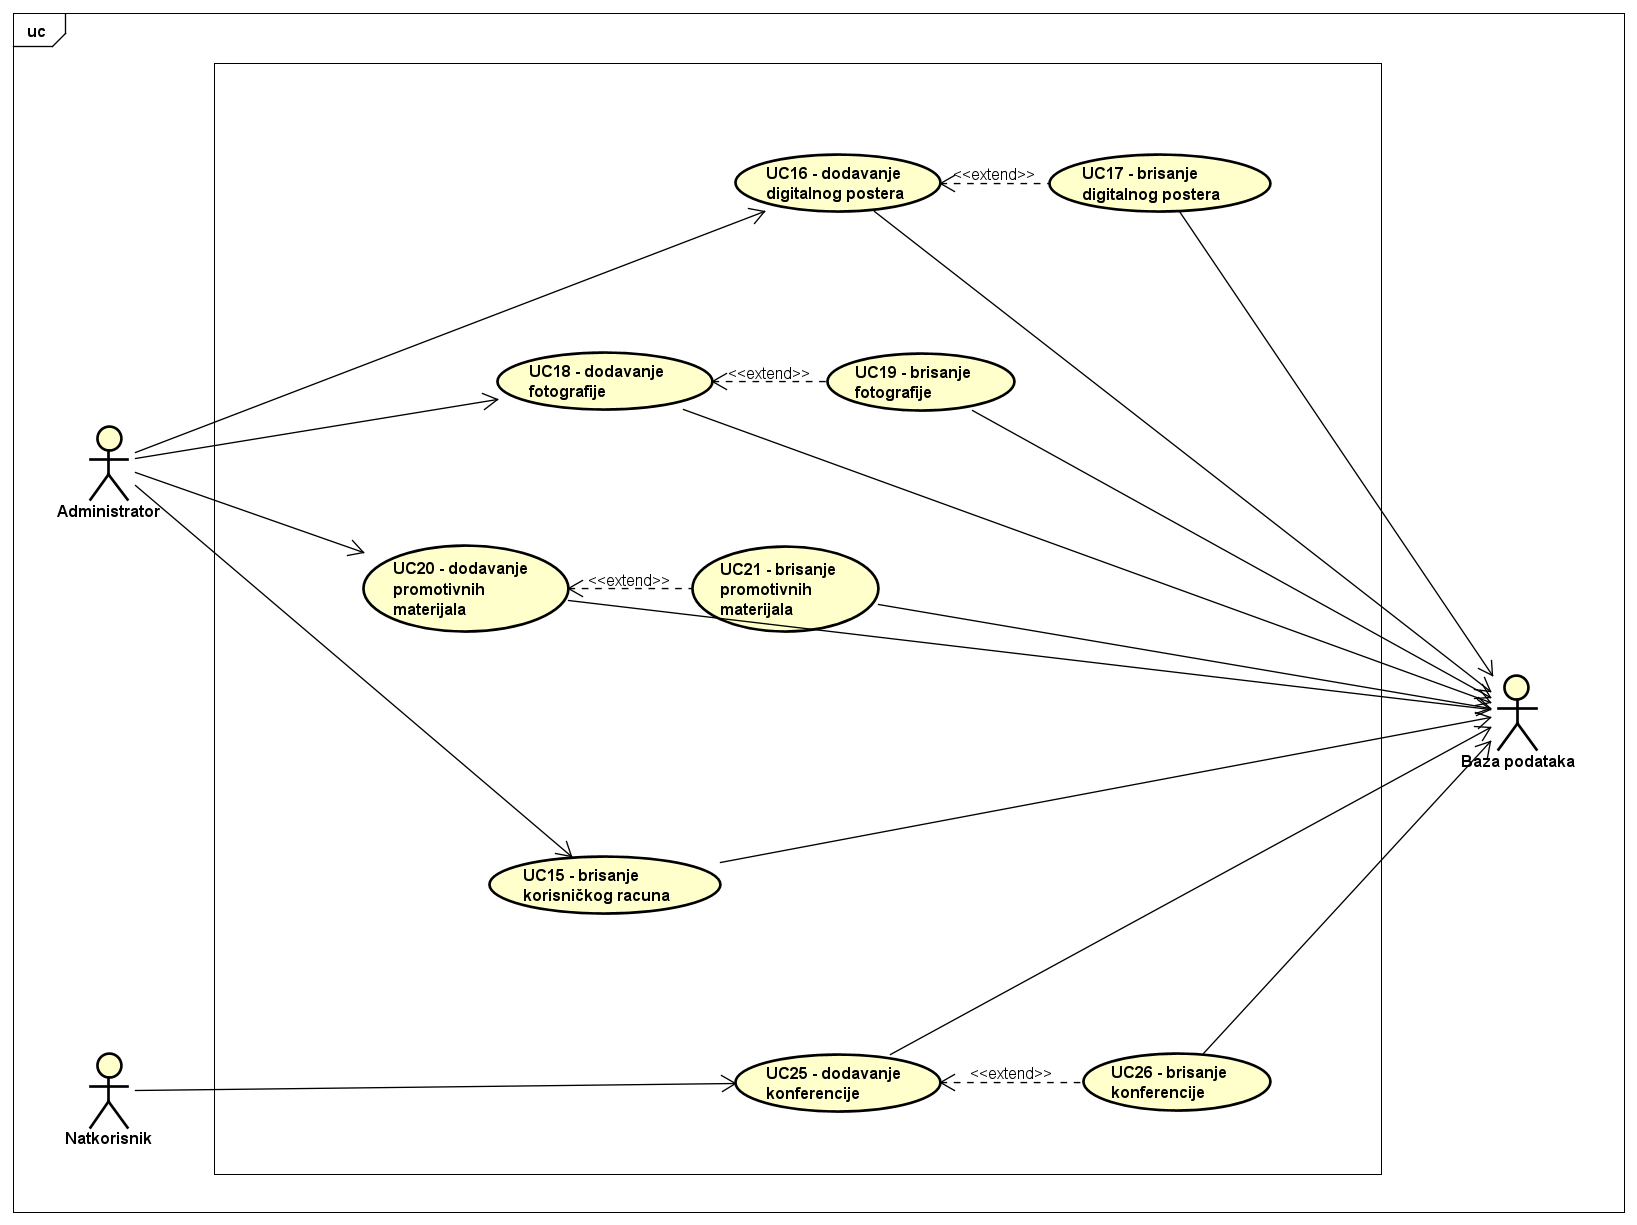 uc
UC16 - dodavanje
digitalnog postera
<<extend>>
UC17 - brisanje
digitalnog postera
UC18 - dodavanje
fotografije
<<extend>>
UC19 - brisanje
fotografije
Administrator
UC20 - dodavanje
promotivnih
materijala
<<extend>>
UC21 - brisanje
promotivnih
materijala
Baza podataka
UC15 - brisanje
korisničkog racuna
Natkorisnik
UC25 - dodavanje
konferencije
<<extend>>
UC26 - brisanje
konferencije